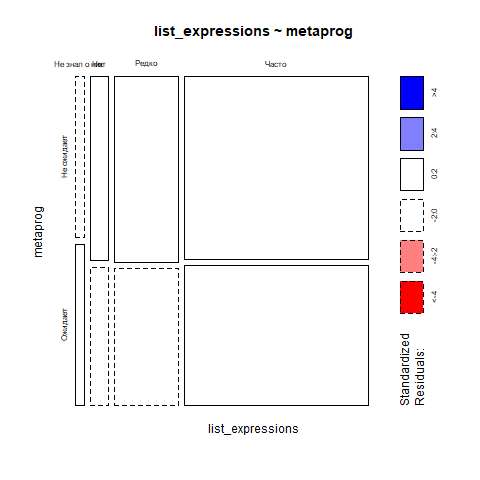 list_expressions ~ metaprog
Не знал о них
Нет
Редко
Часто
Не ожидает
Ожидает
metaprog
list_expressions
Standardized
Residuals:
<-4
-4:-2
-2:0
0:2
2:4
>4